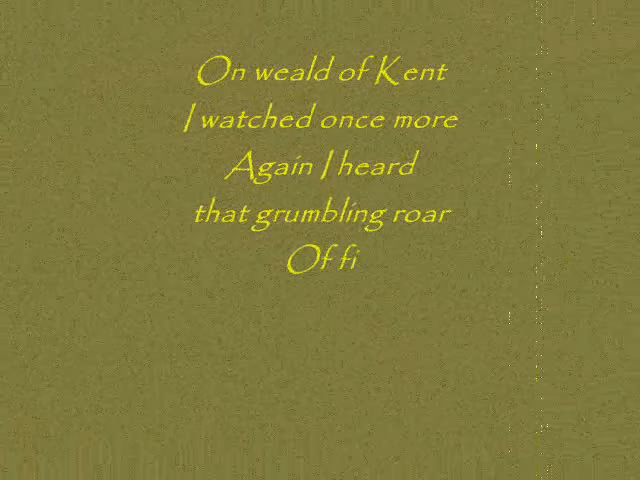 On weald of Kent
I watched once more
Again I heard
that grumbling roar
Of fi